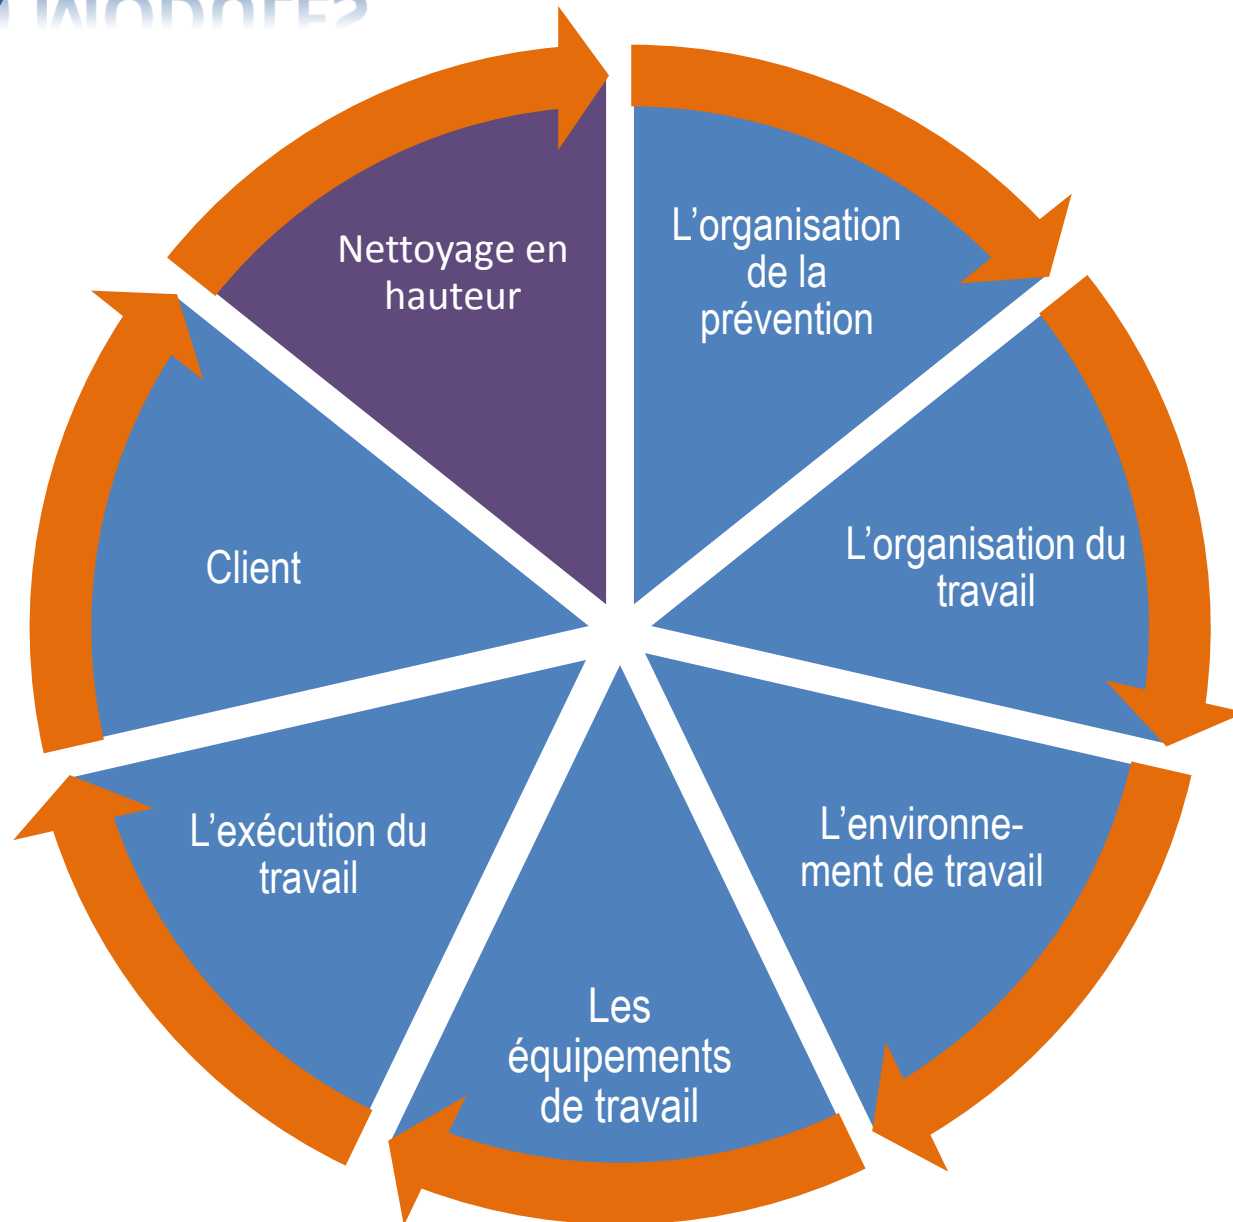 MODULES
L'organisation
de la
prévention
L'organisation du
travail
L'environne-
ment de travail
Les
équipements
de travail
L'exécution du
travail
Client
Nettoyage en
hauteur